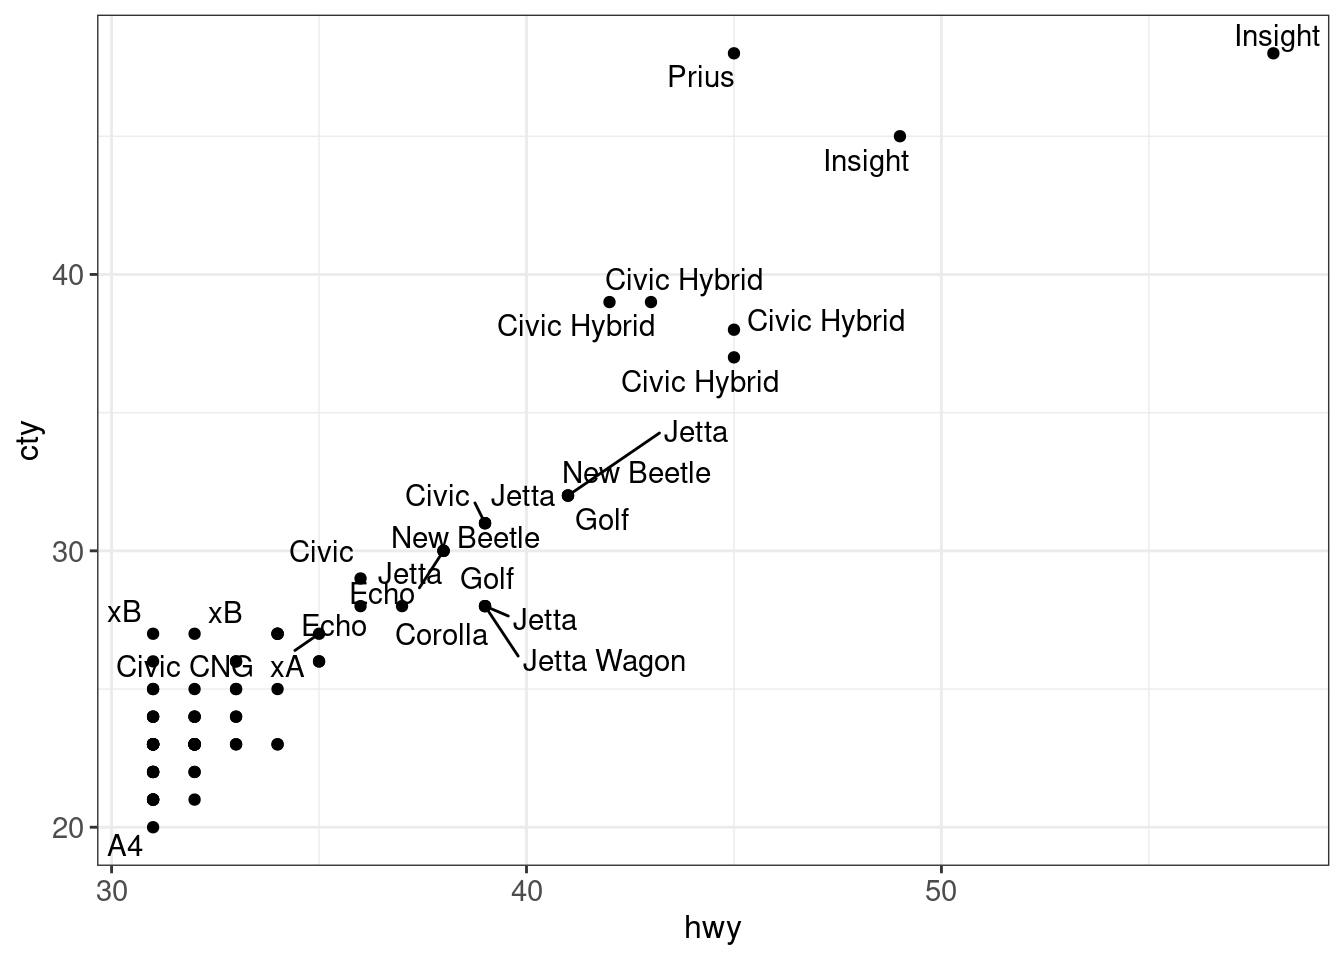 Insight
Prius
Insight
Civic Hybrid
Civic Hybrid
Civic Hybrid
Civic Hybrid
Jetta
New Beetle
Civic
Jetta
Golf
New Beetle
Civic
Jetta
Golf
Echo
xB
xB
Echo
Jetta
Corolla
Civic CNG
xA
Jetta Wagon
A4
40
30
20
cty
30
40
50
hwy